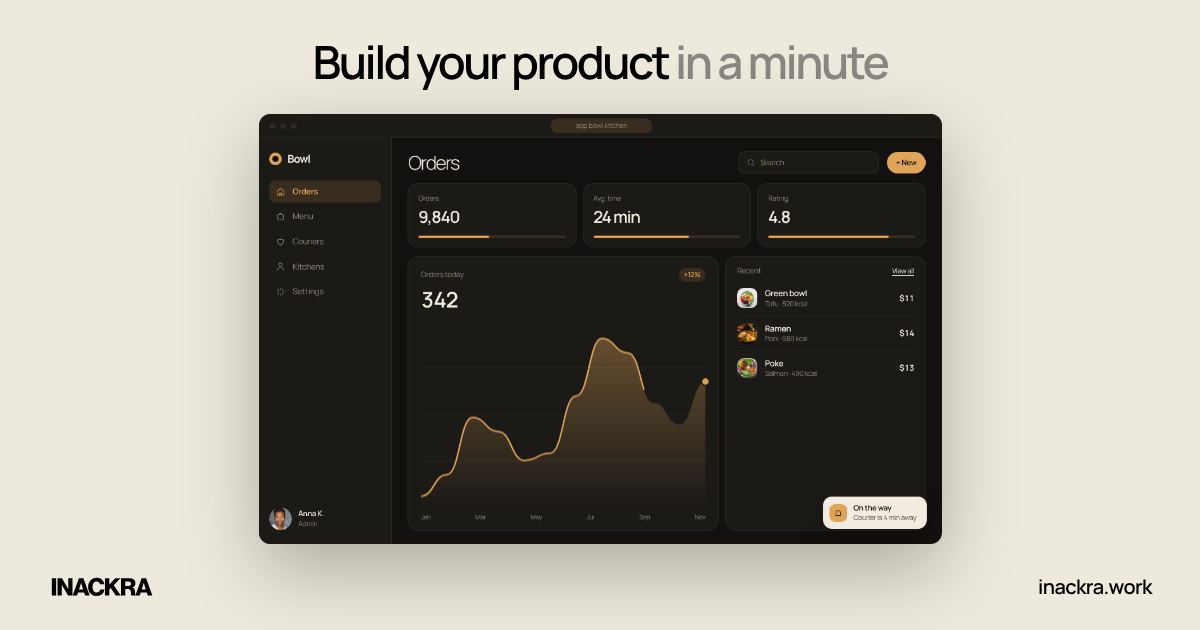 Build your product in a minute
app.bowl.kitchen
Bowl
Orders
Menu
Couriers
Kitchens
Settings
Anna K.
Admin
Orders
Search
+ New
Orders
9,840
Avg. time
24 min
Rating
4.8
Orders today
+12%
342
Jan
Mar
May
Jul
Sep
Nov
Recent
View all
Green bowl
Tofu · 520 kcal
$11
Ramen
Pork · 680 kcal
$14
Poke
Salmon · 490 kcal
$13
On the way
Courier is 4 min away
INACKRA
inackra.work